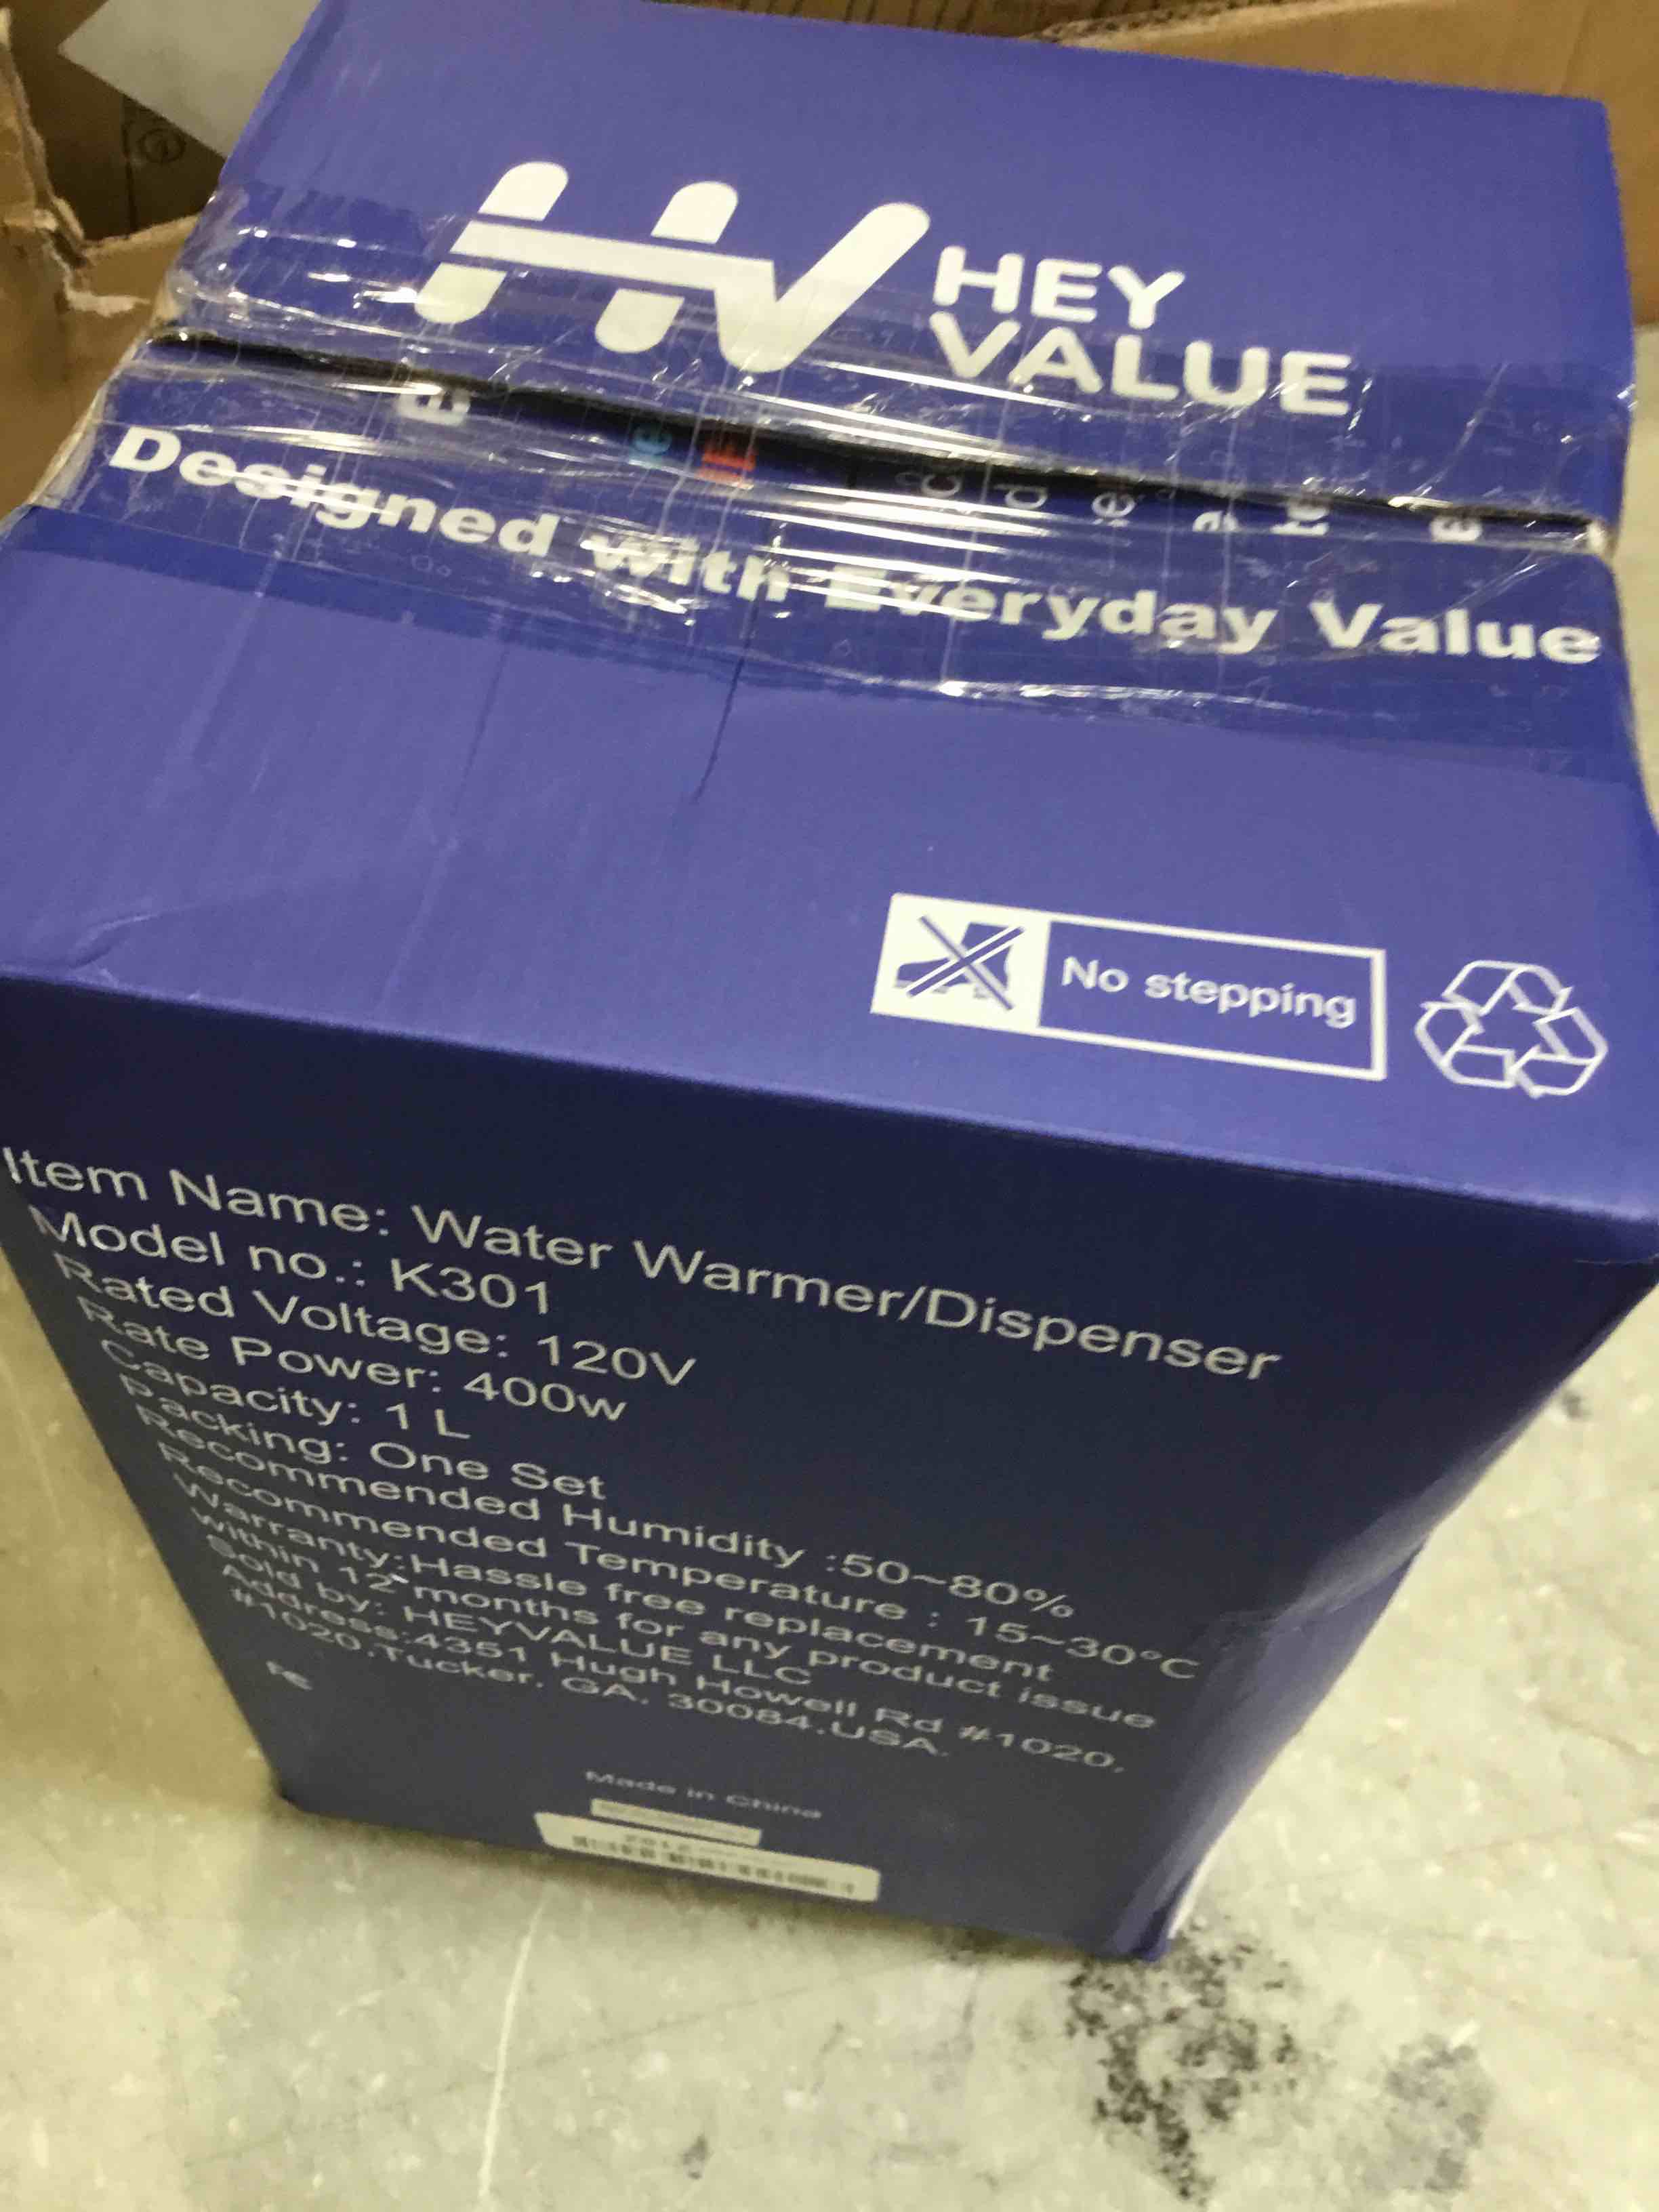 HEY
VALUE
Designed with Everyday Value
No stepping
Item Name: Water Warmer/Dispenser
Model no.: K301
Rated Voltage: 120V
Rate Power: 400w
Capacity: 1 L
Packing: One Set
Recommended Humidity :50~80%
Recommended Temperature : 15~30°C
Warranty:Hassle free replacement
within 12 months for any product issue
Sold by: HEYVALUE LLC
Address:4351 Hugh Howell Rd #1020,
#1020.Tucker. GA. 30084.USA.
Made in China